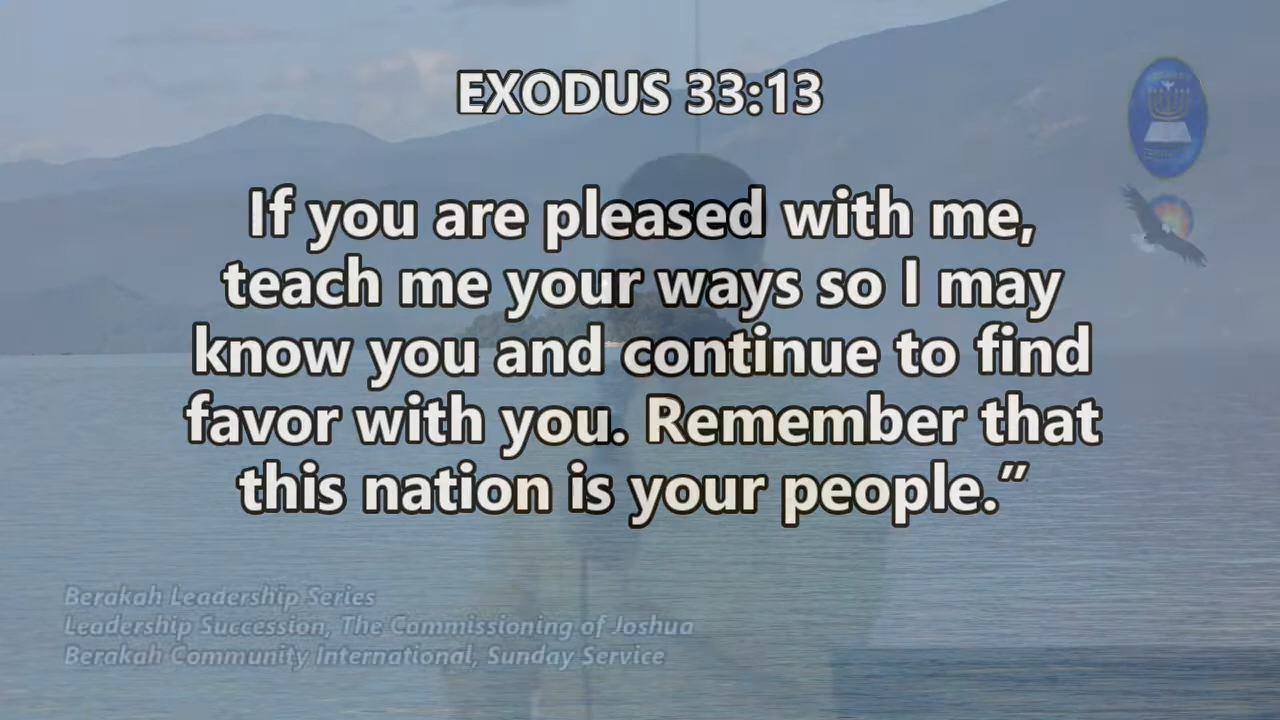 EXODUS 33:13
If you are pleased with me,
teach me your ways so I may
know you and continue to find
favor with you. Remember that
this nation is your people.”
Berakah Leadership Series
Leadership Succession, The Commissioning of Joshua
Berakah Community International, Sunday Service